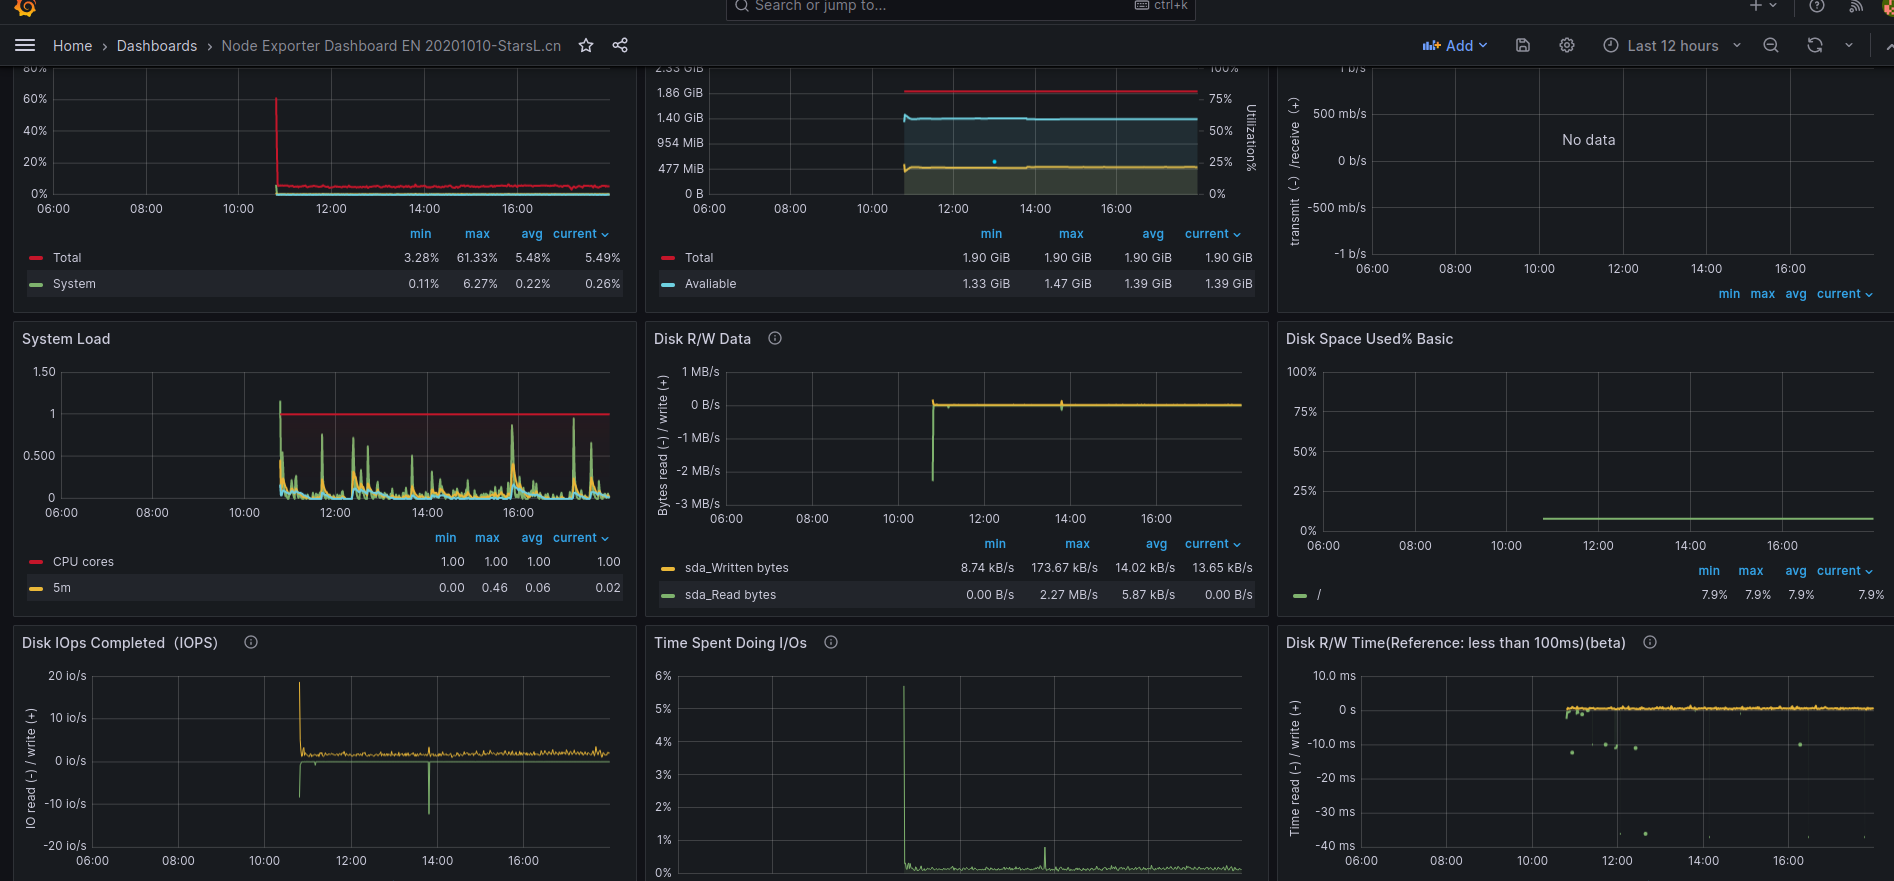 Search or jump to...
ctrl+k
Home › Dashboards › Node Exporter Dashboard EN 20201010-StarsL.cn
Add
Last 12 hours
80%
60%
40%
20%
0%
06:00 08:00 10:00 12:00 14:00 16:00
min max avg current
Total 3.28% 61.33% 5.48% 5.49%
System 0.11% 6.27% 0.22% 0.26%
2.33 GiB
1.86 GiB
1.40 GiB
954 MiB
477 MiB
0 B
100%
75%
50%
25%
0%
Utilization%
06:00 08:00 10:00 12:00 14:00 16:00
min max avg current
Total 1.90 GiB 1.90 GiB 1.90 GiB 1.90 GiB
Avaliable 1.33 GiB 1.47 GiB 1.39 GiB 1.39 GiB
transmit (-) /receive (+)
1 b/s
500 mb/s
0 b/s
-500 mb/s
-1 b/s
No data
06:00 08:00 10:00 12:00 14:00 16:00
min max avg current
System Load
1.50
1
0.500
0
06:00 08:00 10:00 12:00 14:00 16:00
min max avg current
CPU cores 1.00 1.00 1.00 1.00
5m 0.00 0.46 0.06 0.02
Disk R/W Data
Bytes read (-) / write (+)
1 MB/s
0 B/s
-1 MB/s
-2 MB/s
-3 MB/s
06:00 08:00 10:00 12:00 14:00 16:00
min max avg current
sda_Written bytes 8.74 kB/s 173.67 kB/s 14.02 kB/s 13.65 kB/s
sda_Read bytes 0.00 B/s 2.27 MB/s 5.87 kB/s 0.00 B/s
Disk Space Used% Basic
100%
75%
50%
25%
0%
06:00 08:00 10:00 12:00 14:00 16:00
min max avg current
/ 7.9% 7.9% 7.9% 7.9%
Disk IOps Completed（IOPS）
IO read (-) / write (+)
20 io/s
10 io/s
0 io/s
-10 io/s
-20 io/s
06:00 08:00 10:00 12:00 14:00 16:00
Time Spent Doing I/Os
6%
5%
4%
3%
2%
1%
0%
Disk R/W Time(Reference: less than 100ms)(beta)
Time read (-) / write (+)
10.0 ms
0 s
-10.0 ms
-20 ms
-30 ms
-40 ms
06:00 08:00 10:00 12:00 14:00 16:00